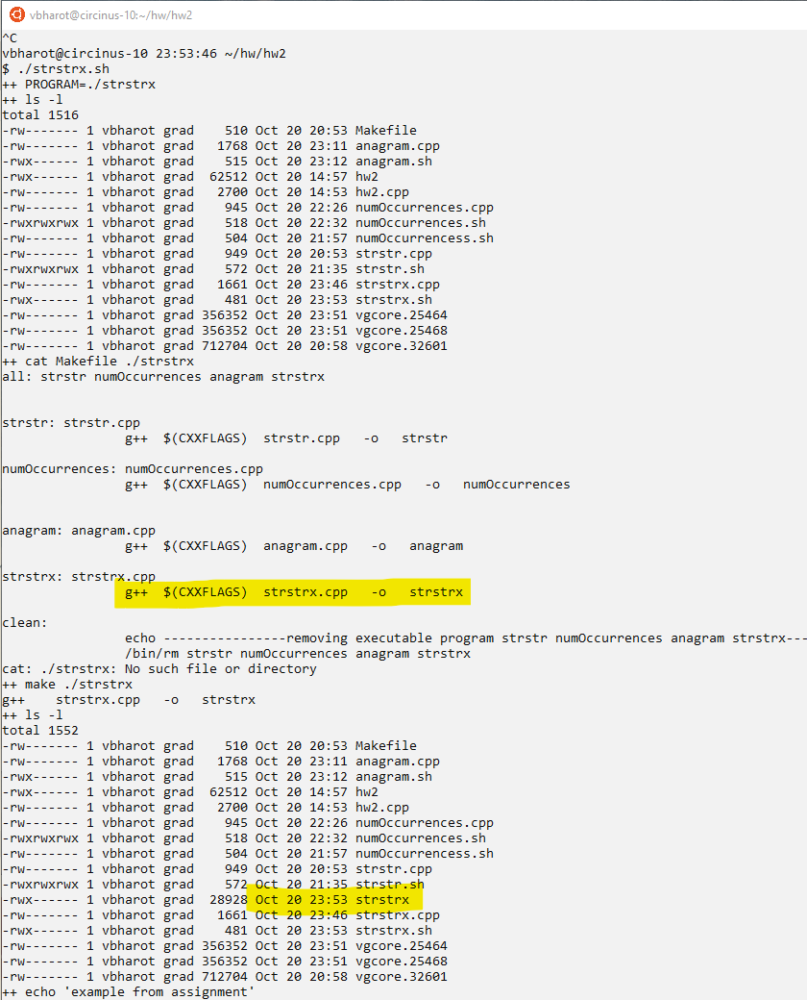 vbharot@circinus-10:~/hw/hw2
^C
vbharot@circinus-10 23:53:46 ~/hw/hw2
$ ./strstrx.sh
++ PROGRAM=./strstrx
++ ls -l
total 1516
-rw------- 1 vbharot grad    510 Oct 20 20:53 Makefile
-rw------- 1 vbharot grad   1768 Oct 20 23:11 anagram.cpp
-rwx------ 1 vbharot grad    515 Oct 20 23:12 anagram.sh
-rwx------ 1 vbharot grad  62512 Oct 20 14:57 hw2
-rw------- 1 vbharot grad   2700 Oct 20 14:53 hw2.cpp
-rw------- 1 vbharot grad    945 Oct 20 22:26 numOccurrences.cpp
-rwxrwxrwx 1 vbharot grad    518 Oct 20 22:32 numOccurrences.sh
-rw------- 1 vbharot grad    504 Oct 20 21:57 numOccurrencess.sh
-rw------- 1 vbharot grad    949 Oct 20 20:53 strstr.cpp
-rwxrwxrwx 1 vbharot grad    572 Oct 20 21:35 strstr.sh
-rw------- 1 vbharot grad   1661 Oct 20 23:46 strstrx.cpp
-rwx------ 1 vbharot grad    481 Oct 20 23:53 strstrx.sh
-rw------- 1 vbharot grad 356352 Oct 20 23:51 vgcore.25464
-rw------- 1 vbharot grad 356352 Oct 20 23:51 vgcore.25468
-rw------- 1 vbharot grad 712704 Oct 20 20:58 vgcore.32601
++ cat Makefile ./strstrx
all: strstr numOccurrences anagram strstrx
strstr: strstr.cpp
                g++  $(CXXFLAGS)  strstr.cpp   -o   strstr
numOccurrences: numOccurrences.cpp
                g++  $(CXXFLAGS)  numOccurrences.cpp   -o   numOccurrences
anagram: anagram.cpp
                g++  $(CXXFLAGS)  anagram.cpp   -o   anagram
strstrx: strstrx.cpp
                g++  $(CXXFLAGS)  strstrx.cpp   -o   strstrx
clean:
                echo ----------------removing executable program strstr numOccurrences anagram strstrx---
                /bin/rm strstr numOccurrences anagram strstrx
cat: ./strstrx: No such file or directory
++ make ./strstrx
g++    strstrx.cpp   -o   strstrx
++ ls -l
total 1552
-rw------- 1 vbharot grad    510 Oct 20 20:53 Makefile
-rw------- 1 vbharot grad   1768 Oct 20 23:11 anagram.cpp
-rwx------ 1 vbharot grad    515 Oct 20 23:12 anagram.sh
-rwx------ 1 vbharot grad  62512 Oct 20 14:57 hw2
-rw------- 1 vbharot grad   2700 Oct 20 14:53 hw2.cpp
-rw------- 1 vbharot grad    945 Oct 20 22:26 numOccurrences.cpp
-rwxrwxrwx 1 vbharot grad    518 Oct 20 22:32 numOccurrences.sh
-rw------- 1 vbharot grad    504 Oct 20 21:57 numOccurrencess.sh
-rw------- 1 vbharot grad    949 Oct 20 20:53 strstr.cpp
-rwxrwxrwx 1 vbharot grad    572 Oct 20 21:35 strstr.sh
-rwx------ 1 vbharot grad  28928 Oct 20 23:53 strstrx
-rw------- 1 vbharot grad   1661 Oct 20 23:46 strstrx.cpp
-rwx------ 1 vbharot grad    481 Oct 20 23:53 strstrx.sh
-rw------- 1 vbharot grad 356352 Oct 20 23:51 vgcore.25464
-rw------- 1 vbharot grad 356352 Oct 20 23:51 vgcore.25468
-rw------- 1 vbharot grad 712704 Oct 20 20:58 vgcore.32601
++ echo 'example from assignment'